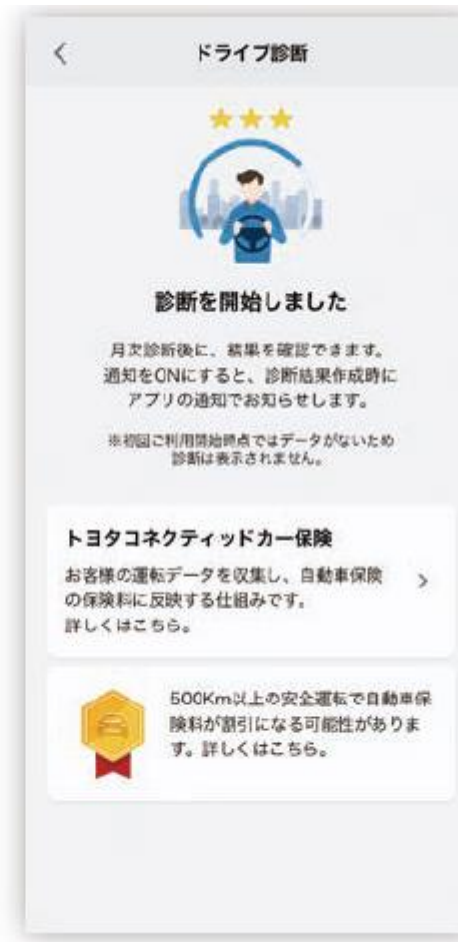 ドライブ診断
診断を開始しました
月次診断後に、結果を確認できます。
通知をONにすると、診断結果作成時に
アプリの通知でお知らせします。
※初回ご利用開始時点ではデータがないため
診断は表示されません。
トヨタコネクティッドカー保険
お客様の運転データを収集し、自動車保険
の保険料に反映する仕組みです。
詳しくはこちら。
500Km以上の安全運転で自動車保
険料が割引になる可能性がありま
す。詳しくはこちら。